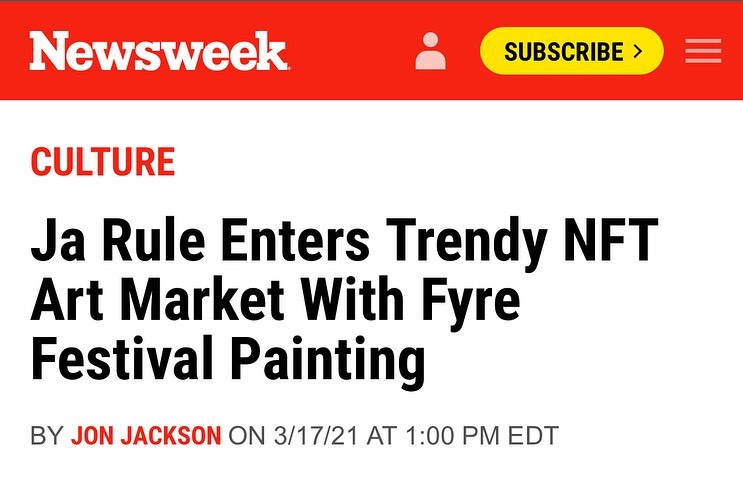 Newsweek
SUBSCRIBE >
CULTURE
Ja Rule Enters Trendy NFT
Art Market With Fyre
Festival Painting
BY JON JACKSON ON 3/17/21 AT 1:00 PM EDT